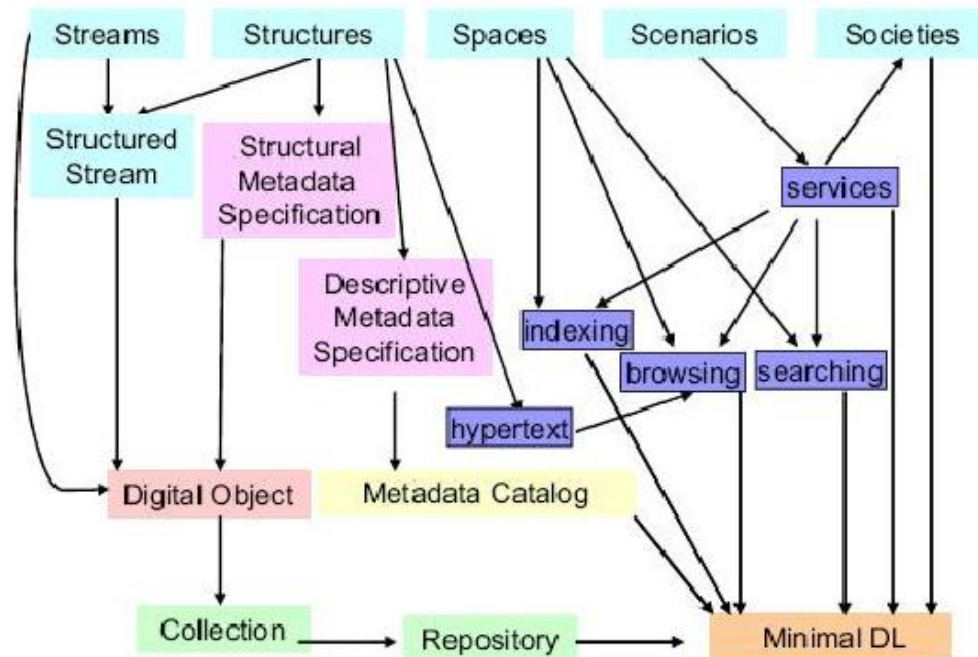 Streams
Structures
Spaces
Scenarios
Societies
Structured
Stream
Structural
Metadata
Specification
services
Descriptive
Metadata
Specification
indexing
browsing
searching
hypertext
Digital Object
Metadata Catalog
Collection
Repository
Minimal DL